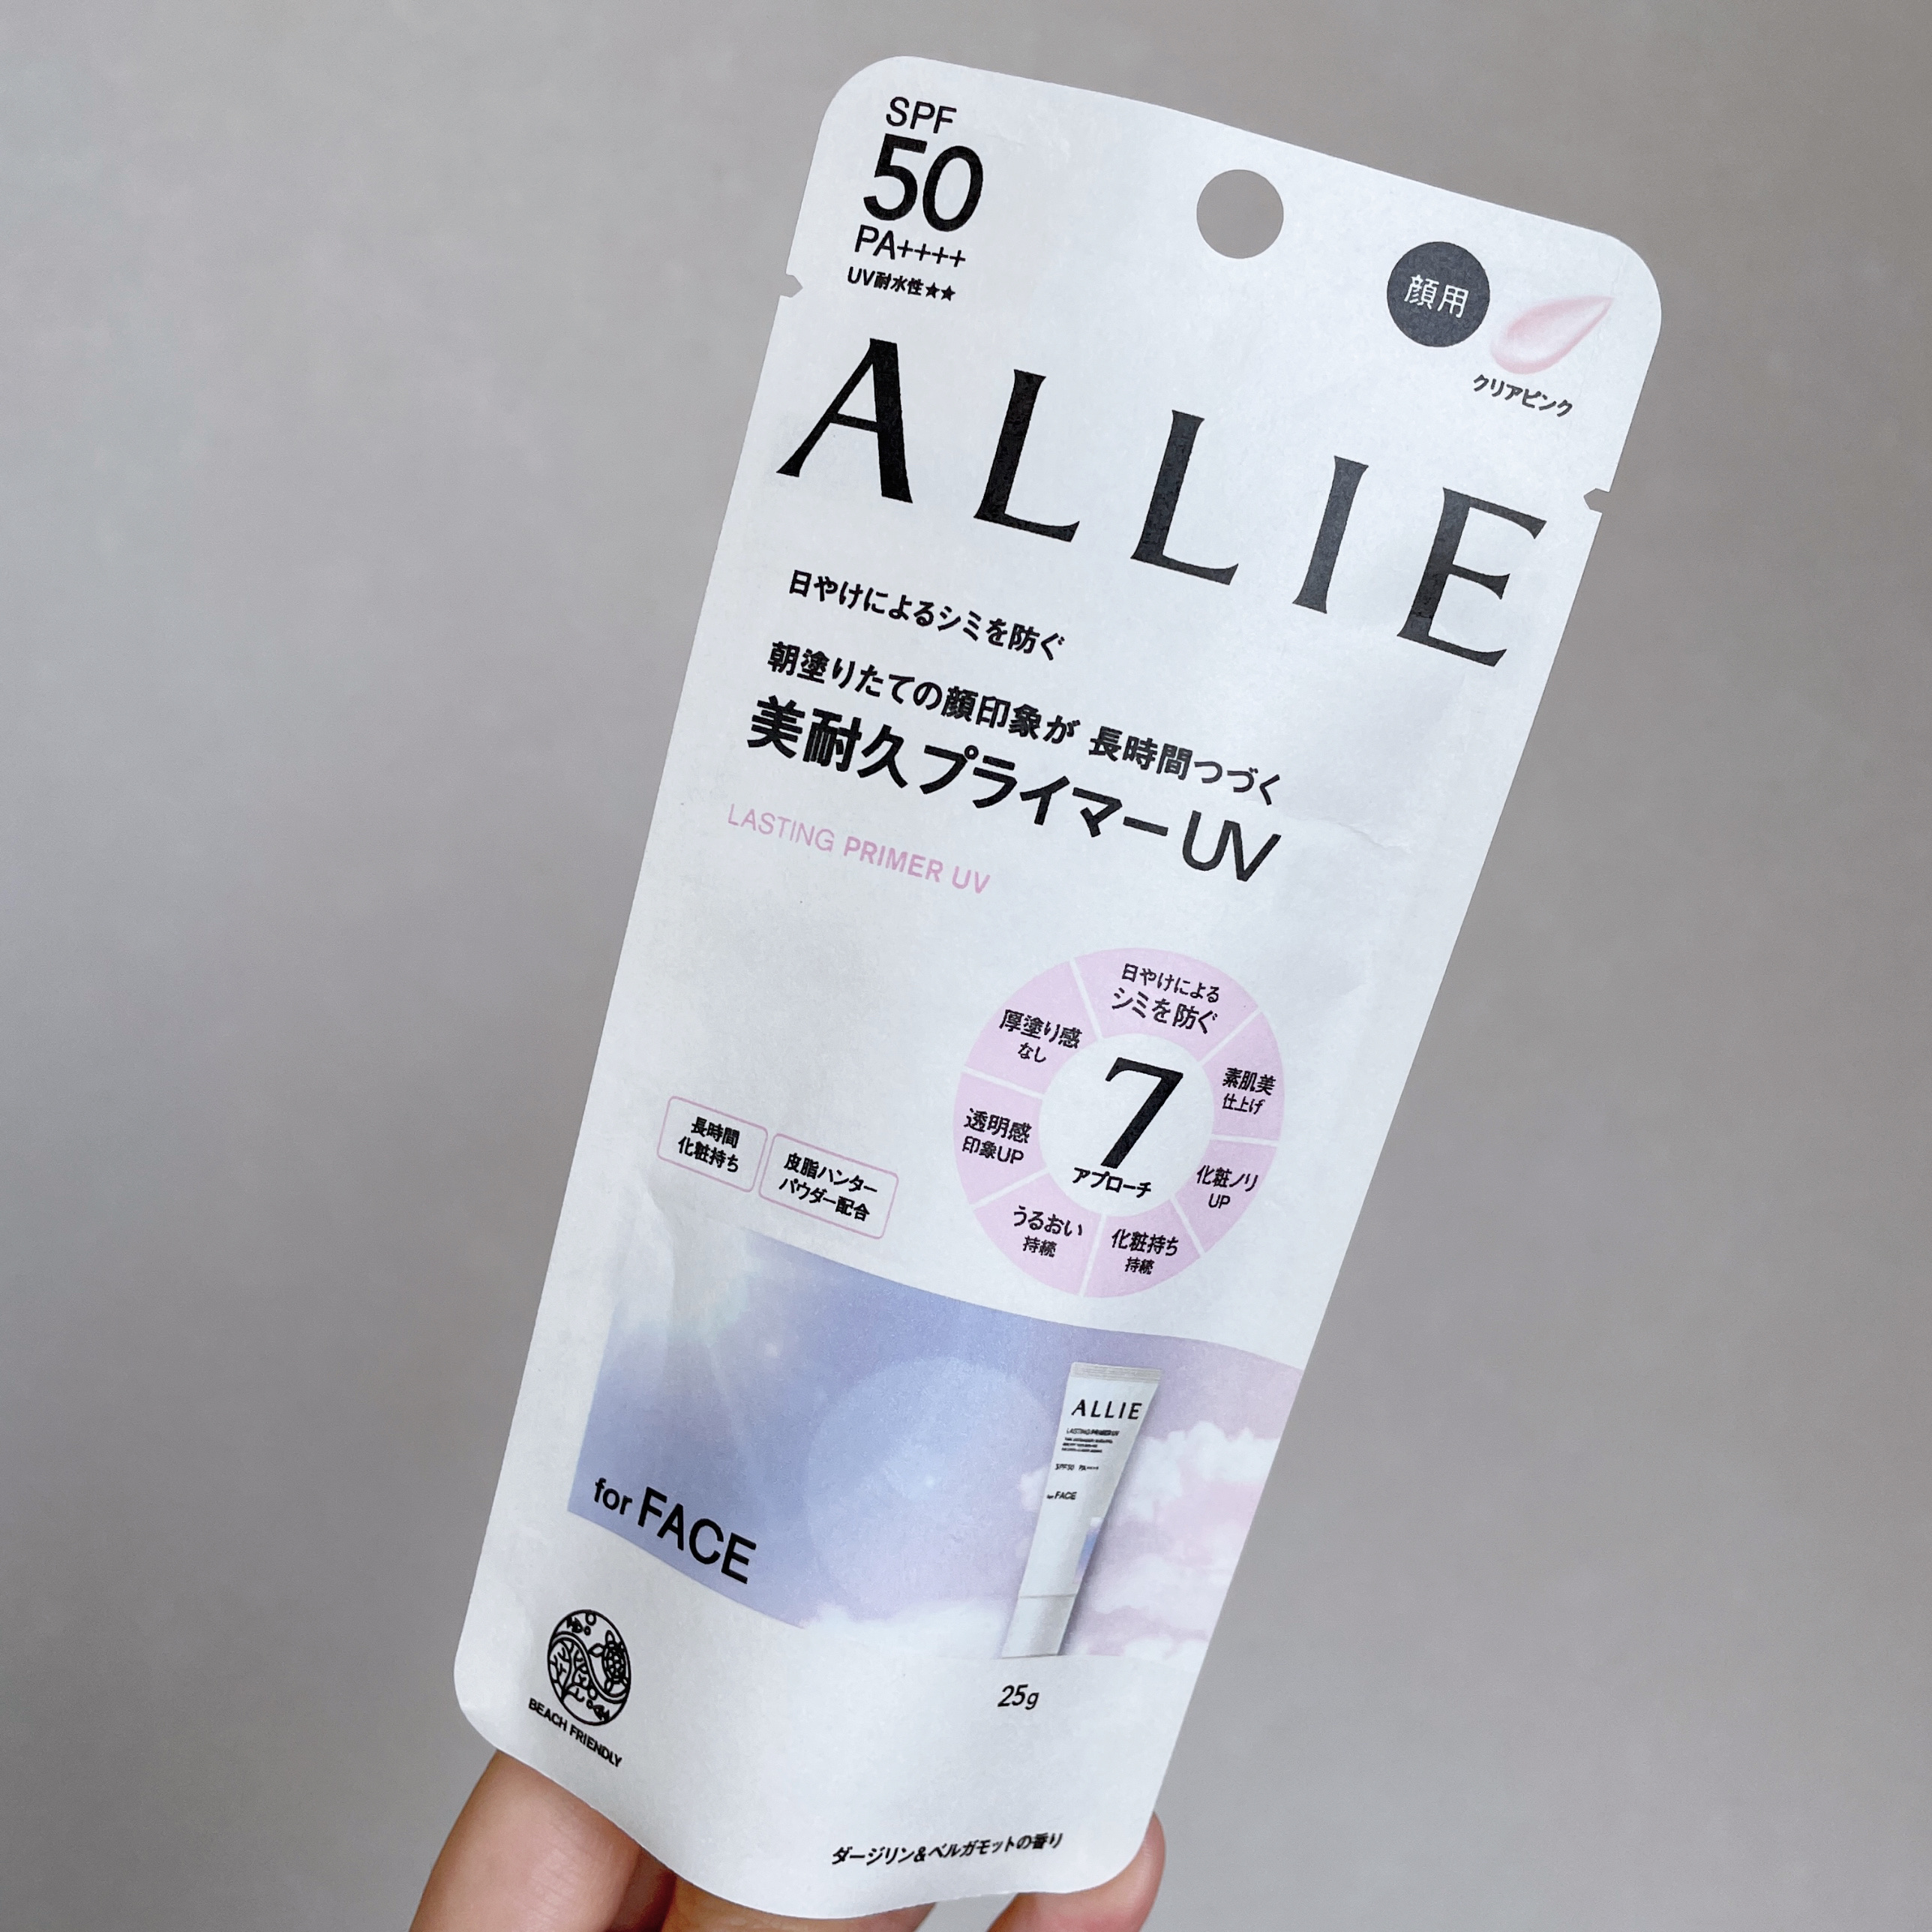 SPF
50
PA++++
UV耐水性★★
顔用
クリアピンク
ALLIE
日やけによるシミを防ぐ
朝塗りたての顔印象が 長時間つづく
美耐久プライマーUV
LASTING PRIMER UV
日やけによる
シミを防ぐ
素肌美
仕上げ
化粧ノリ
UP
化粧持ち
持続
うるおい
持続
透明感
印象UP
厚塗り感
なし
7
アプローチ
長時間
化粧持ち
皮脂ハンター
パウダー配合
ALLIE
LASTING PRIMER UV
SPF50 PA++++
for FACE
for FACE
25g
BEACH FRIENDLY
ダージリン&ベルガモットの香り